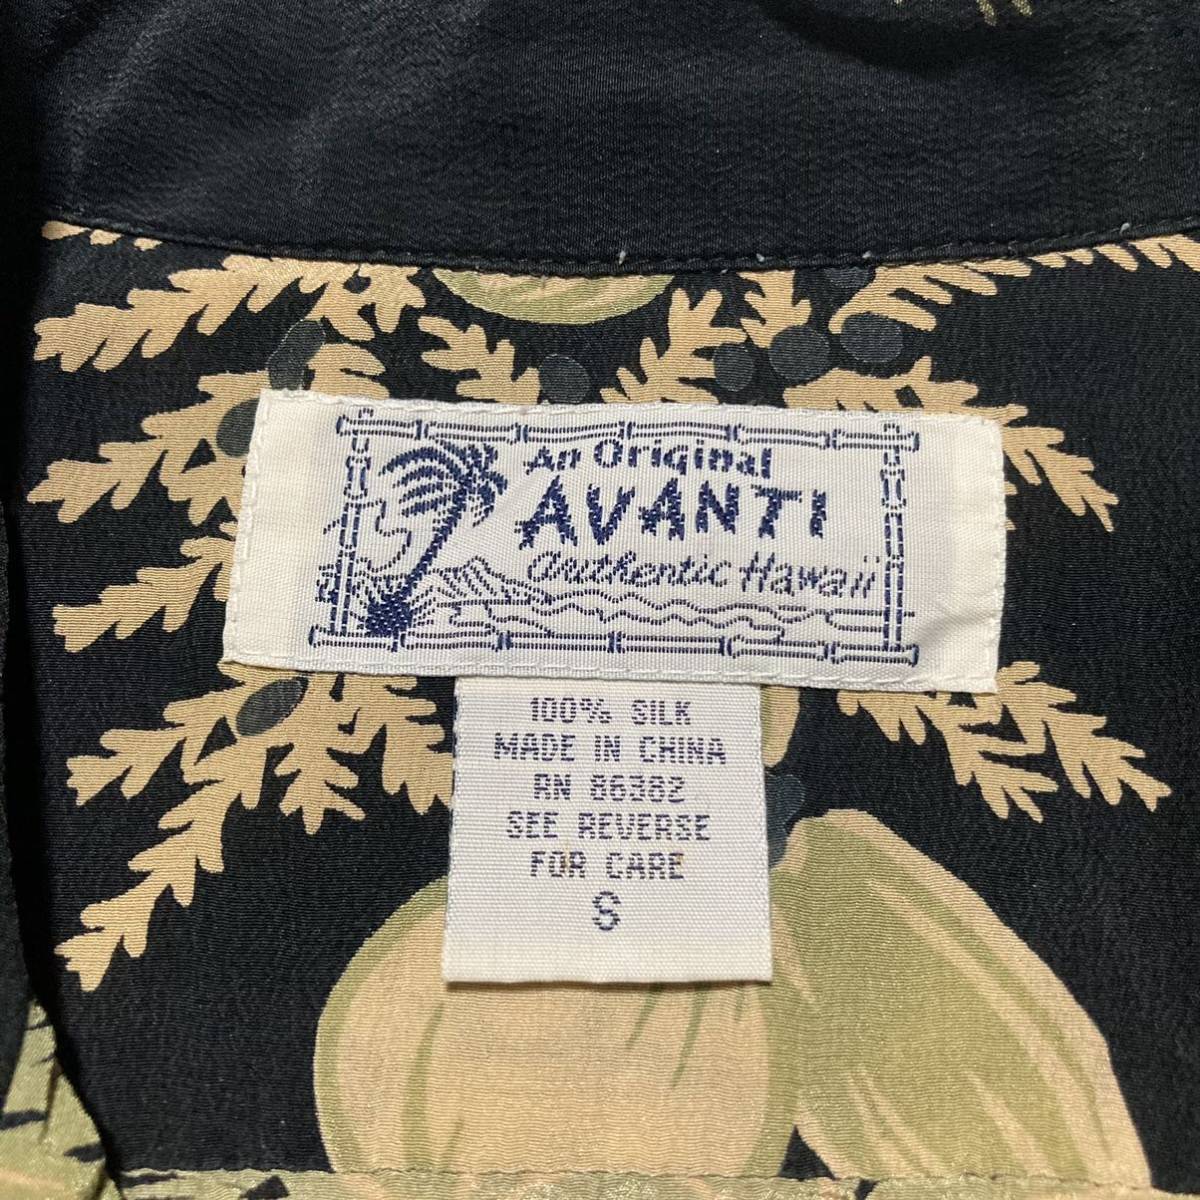 An Original
AVANTI
authentic Hawaii
100% SILK
MADE IN CHINA
RN 86382
SEE REVERSE
FOR CARE
S